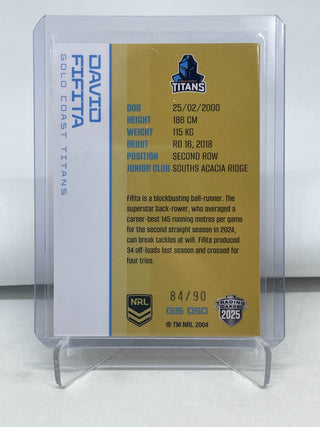 DAVID
FIFITA
GOLD COAST TITANS
TITANS
DOB 25/02/2000
HEIGHT 186 CM
WEIGHT 115 KG
DEBUT RD 16, 2018
POSITION SECOND ROW
JUNIOR CLUB SOUTHS ACACIA RIDGE
Fifita is a blockbusting ball-runner. The
superstar back-rower, who averaged a
career-best 145 running metres per game
for the second straight season in 2024,
can break tackles at will. Fifita produced
34 off-loads last season and crossed for
four tries.
NRL
84/90
GS 050
® TM NRL 2004
NRL
TRADING
CARDS
2025